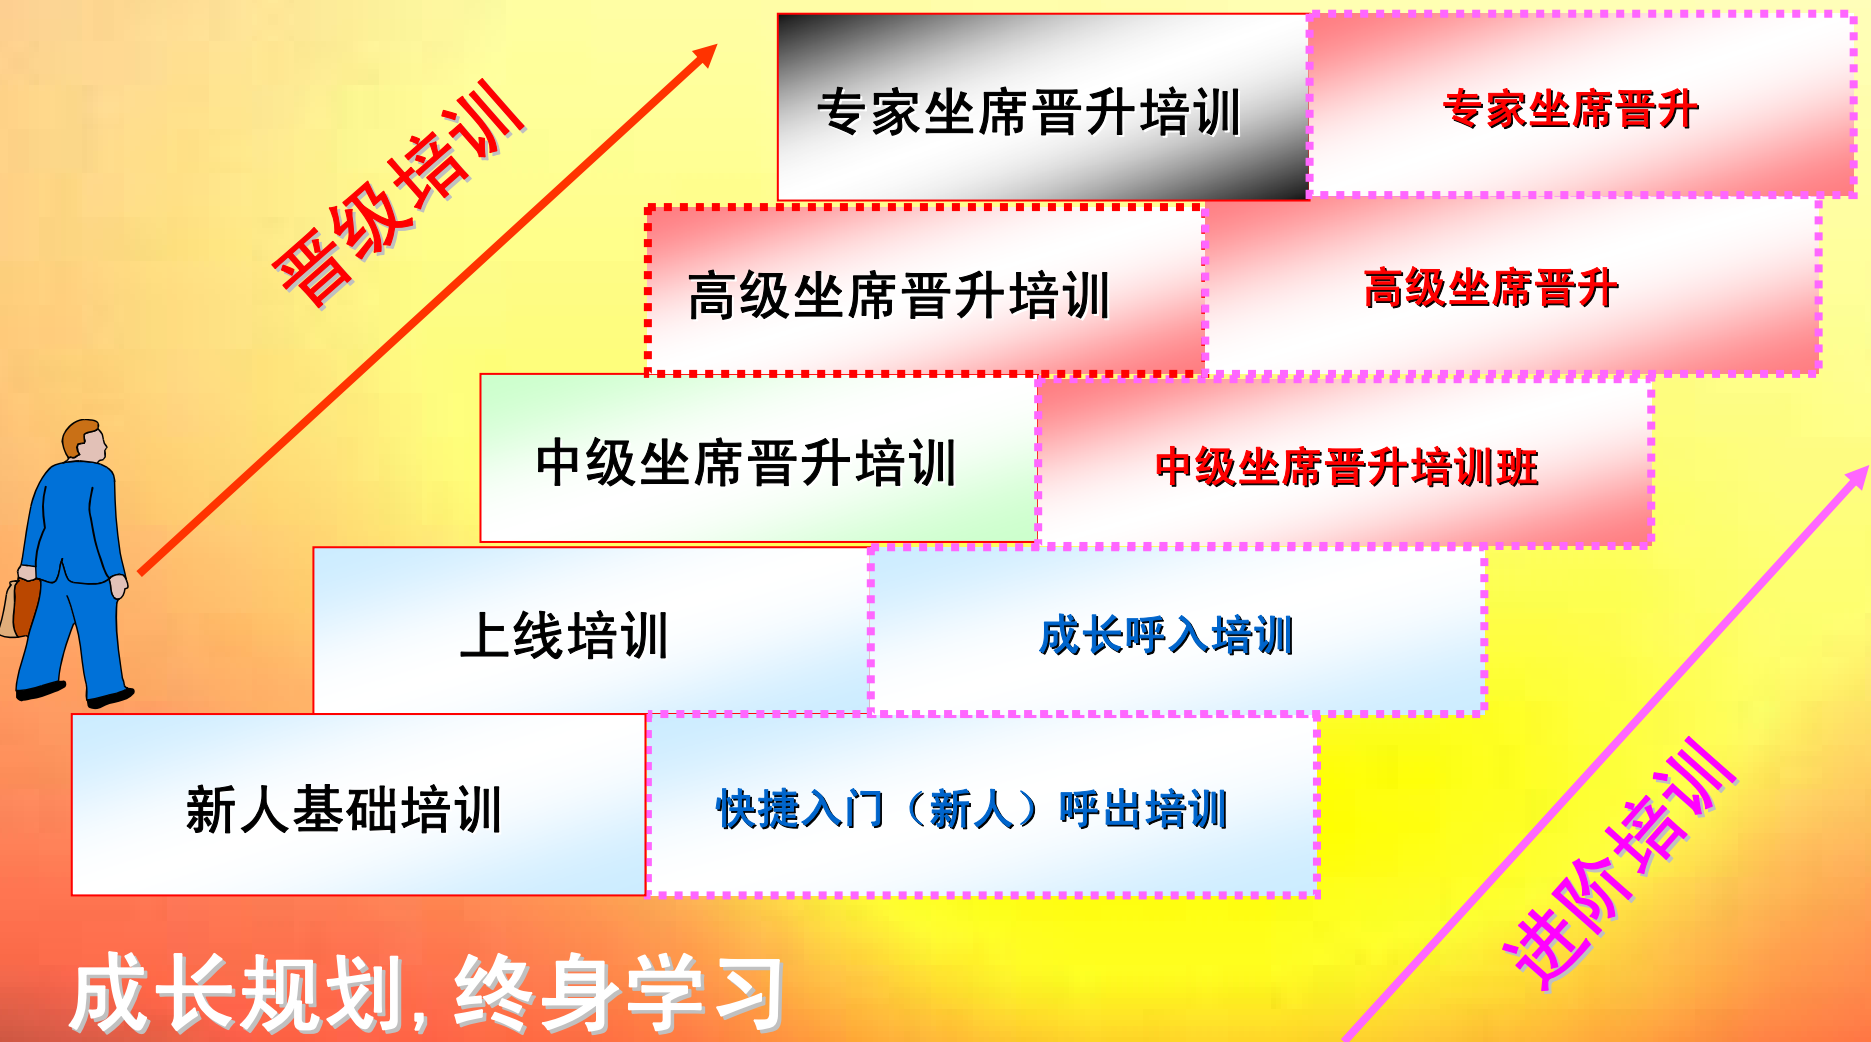 专家坐席晋升培训
专家坐席晋升
晋级培训
高级坐席晋升培训
高级坐席晋升
中级坐席晋升培训
中级坐席晋升培训班
上线培训
成长呼入培训
新人基础培训
快捷入门（新人）呼出培训
进阶培训
成长规划,终身学习